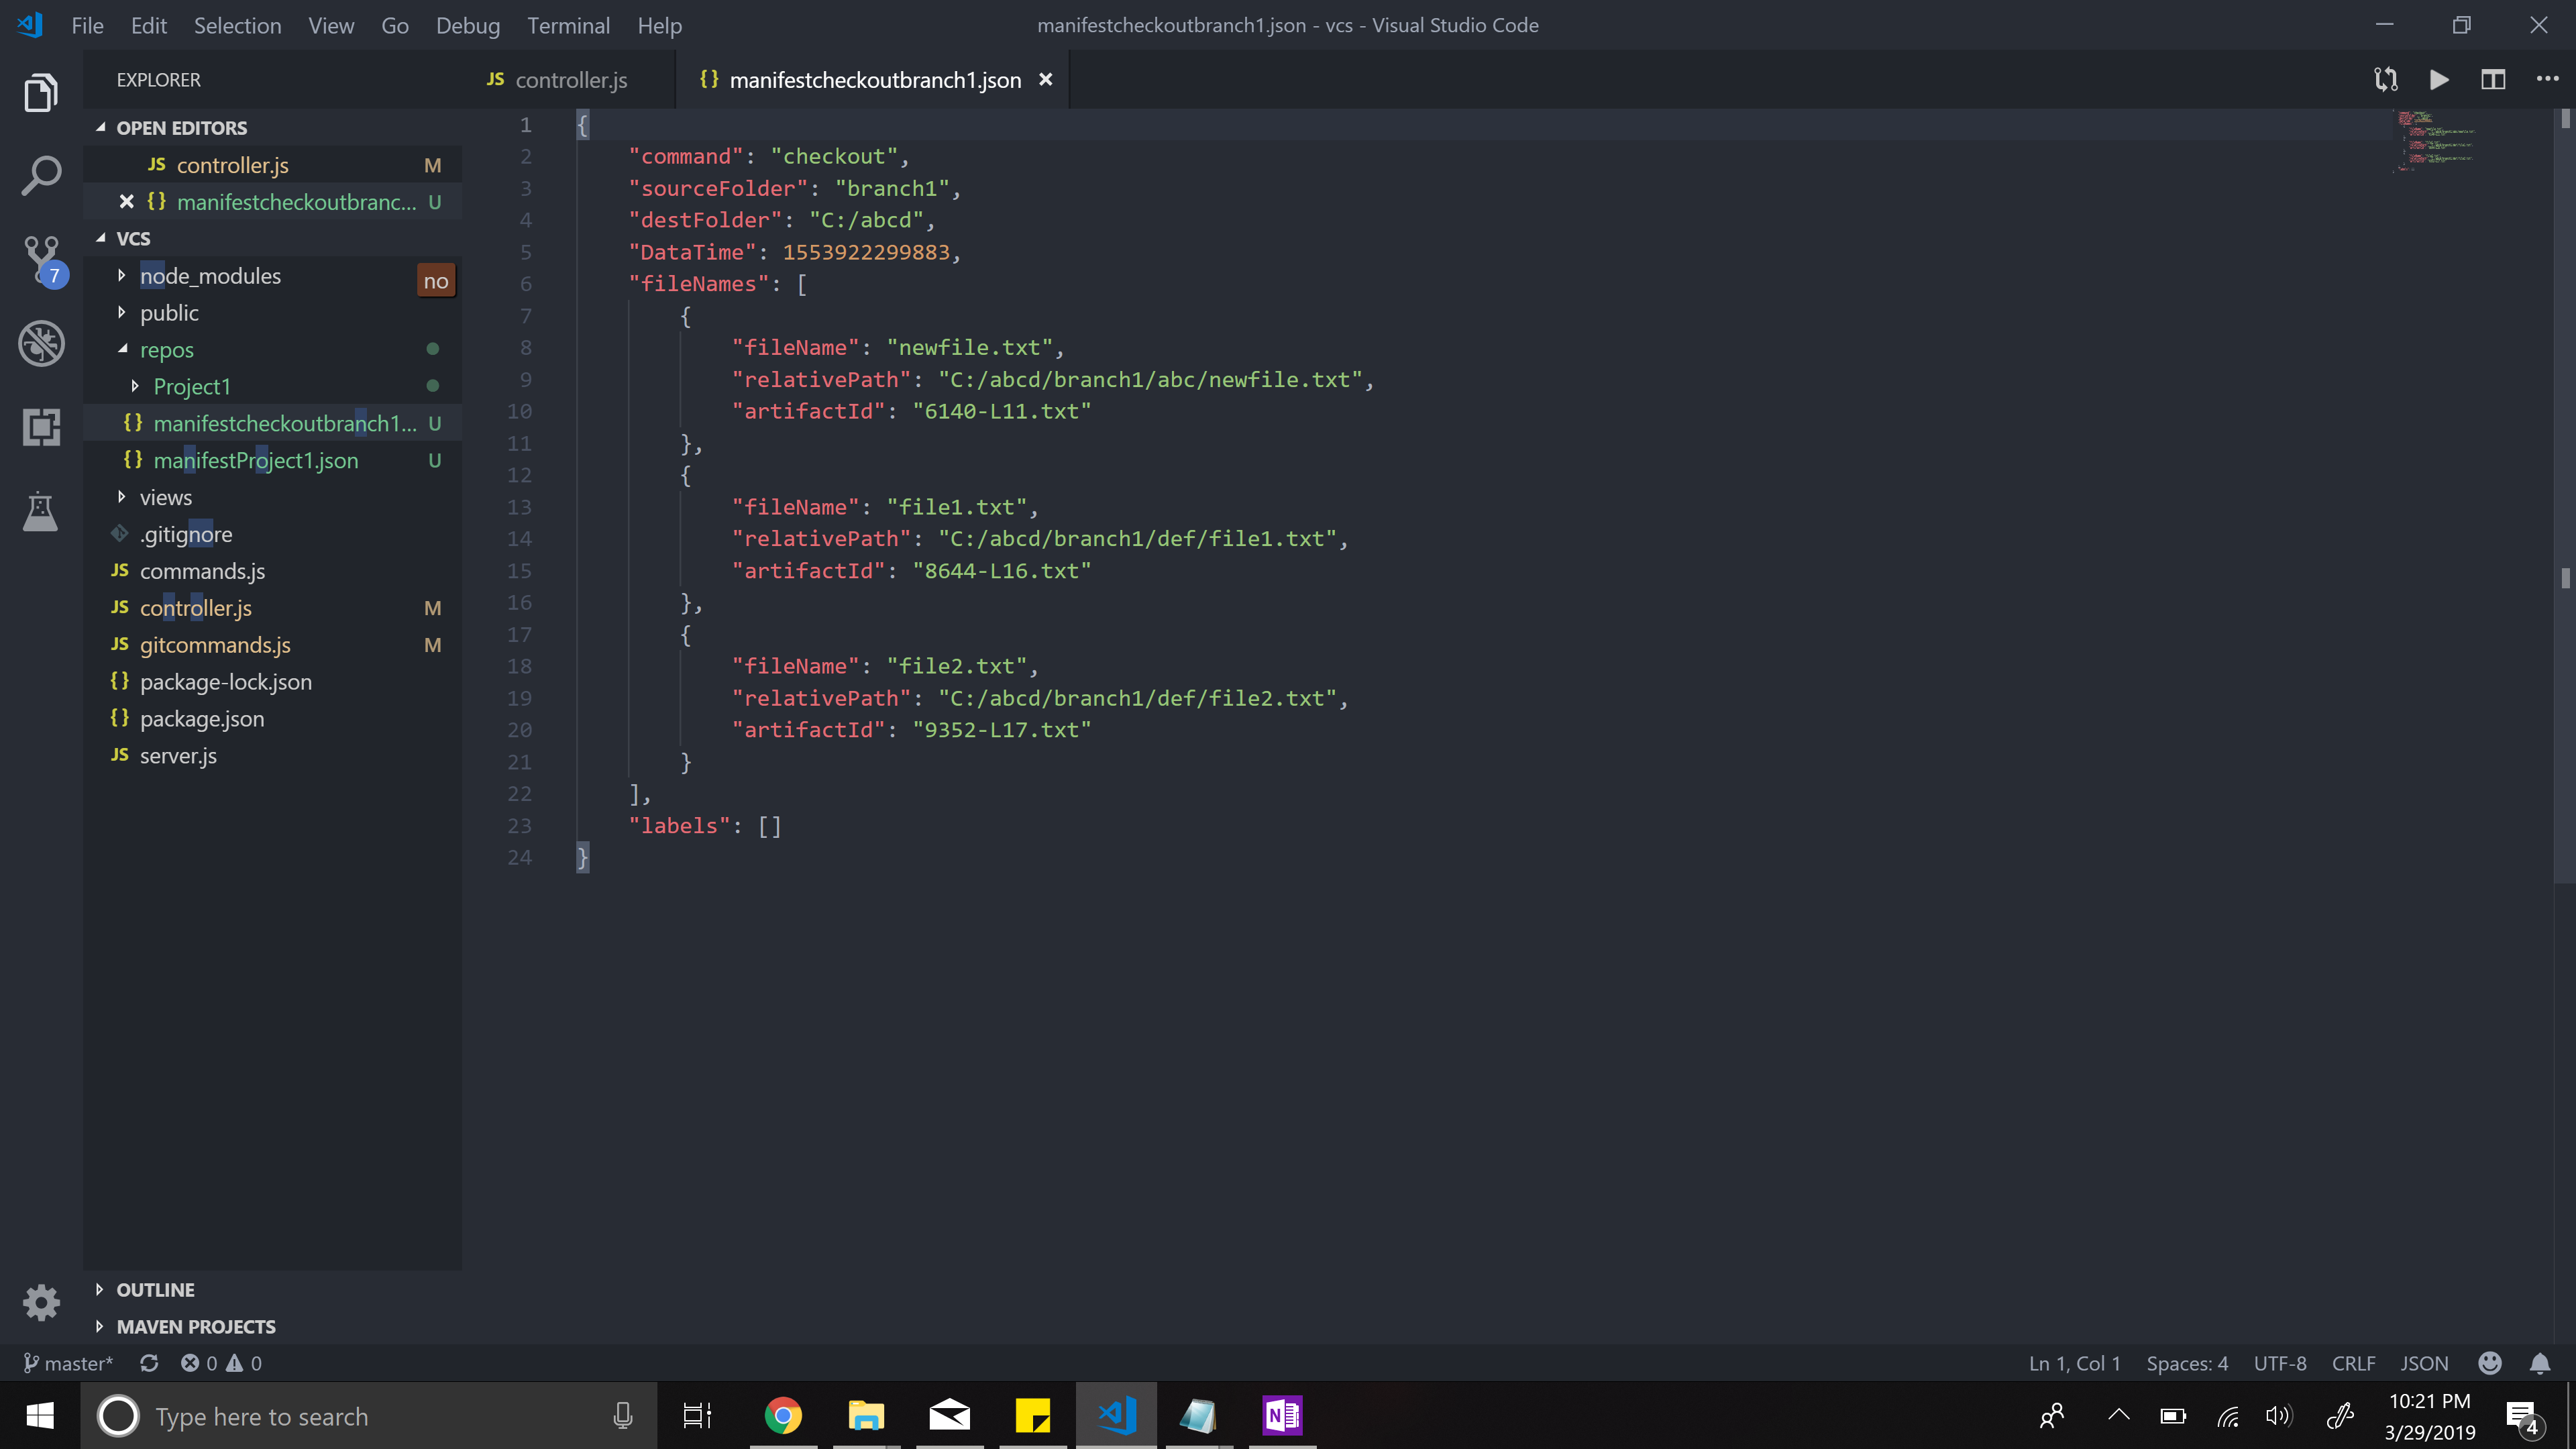 File Edit Selection View Go Debug Terminal Help
manifestcheckoutbranch1.json - vcs - Visual Studio Code
EXPLORER
OPEN EDITORS
JS controller.js M
{} manifestcheckoutbranc... U
VCS
node_modules
no
public
repos
Project1
{} manifestcheckoutbranch1... U
{} manifestProject1.json U
views
.gitignore
JS commands.js
JS controller.js M
JS gitcommands.js M
{} package-lock.json
{} package.json
JS server.js
OUTLINE
MAVEN PROJECTS
7
JS controller.js
{} manifestcheckoutbranch1.json
1 {
2 "command": "checkout",
3 "sourceFolder": "branch1",
4 "destFolder": "C:/abcd",
5 "DataTime": 1553922299883,
6 "fileNames": [
7 {
8 "fileName": "newfile.txt",
9 "relativePath": "C:/abcd/branch1/abc/newfile.txt",
10 "artifactId": "6140-L11.txt"
11 },
12 {
13 "fileName": "file1.txt",
14 "relativePath": "C:/abcd/branch1/def/file1.txt",
15 "artifactId": "8644-L16.txt"
16 },
17 {
18 "fileName": "file2.txt",
19 "relativePath": "C:/abcd/branch1/def/file2.txt",
20 "artifactId": "9352-L17.txt"
21 }
22 ],
23 "labels": []
24 }
master* 0 0
Ln 1, Col 1 Spaces: 4 UTF-8 CRLF JSON
Type here to search
N
10:21 PM
3/29/2019
4